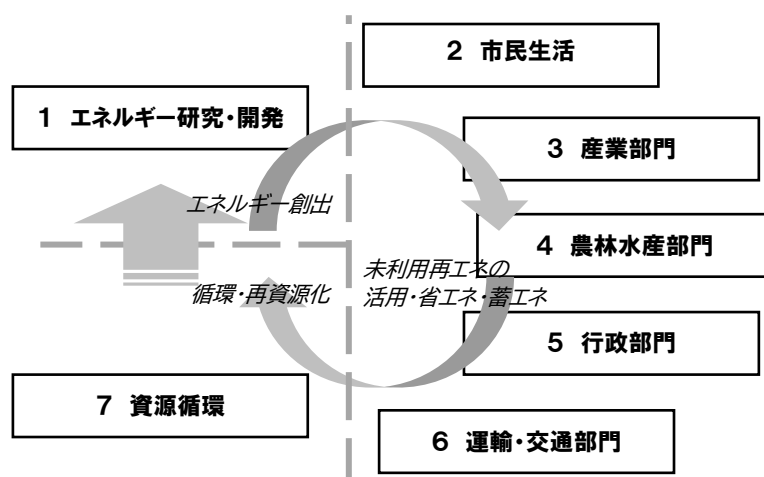 2 市民生活
1 エネルギー研究・開発
3 産業部門
エネルギー創出
4 農林水産部門
未利用再エネの
活用・省エネ・蓄エネ
循環・再資源化
5 行政部門
7 資源循環
6 運輸・交通部門